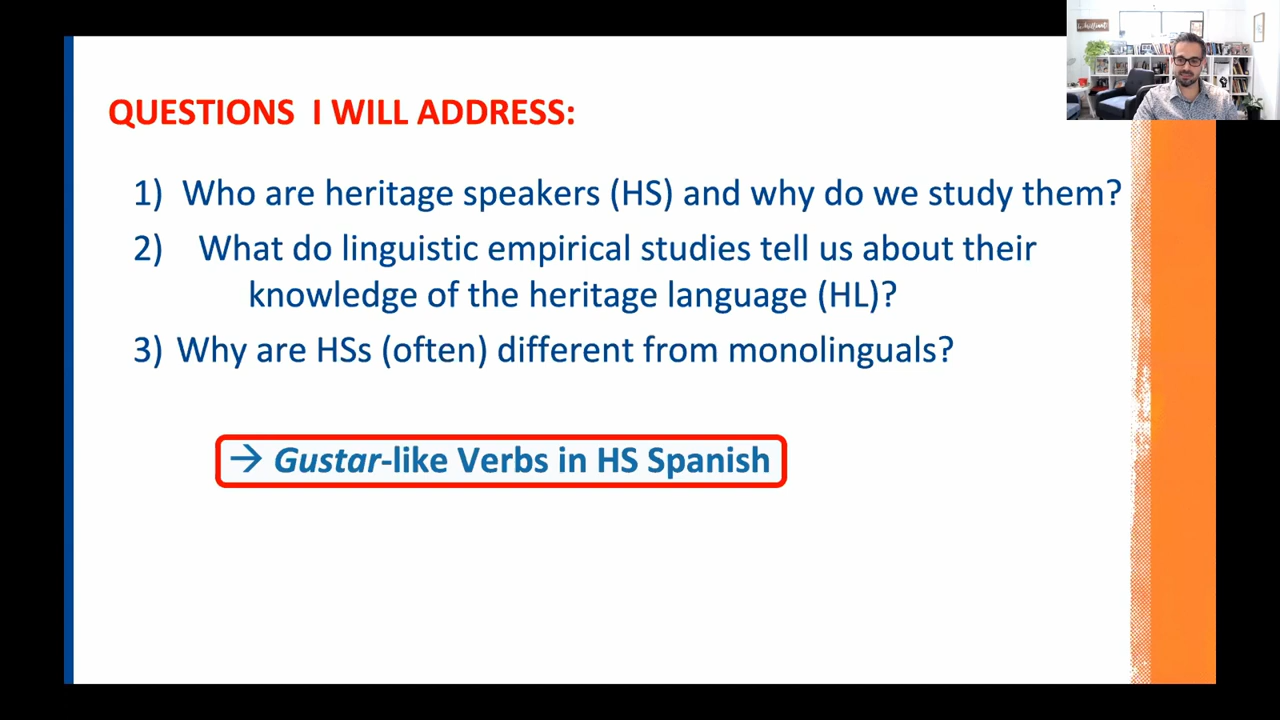 QUESTIONS I WILL ADDRESS:
1) Who are heritage speakers (HS) and why do we study them?
2) What do linguistic empirical studies tell us about their
knowledge of the heritage language (HL)?
3) Why are HSs (often) different from monolinguals?
→ Gustar-like Verbs in HS Spanish